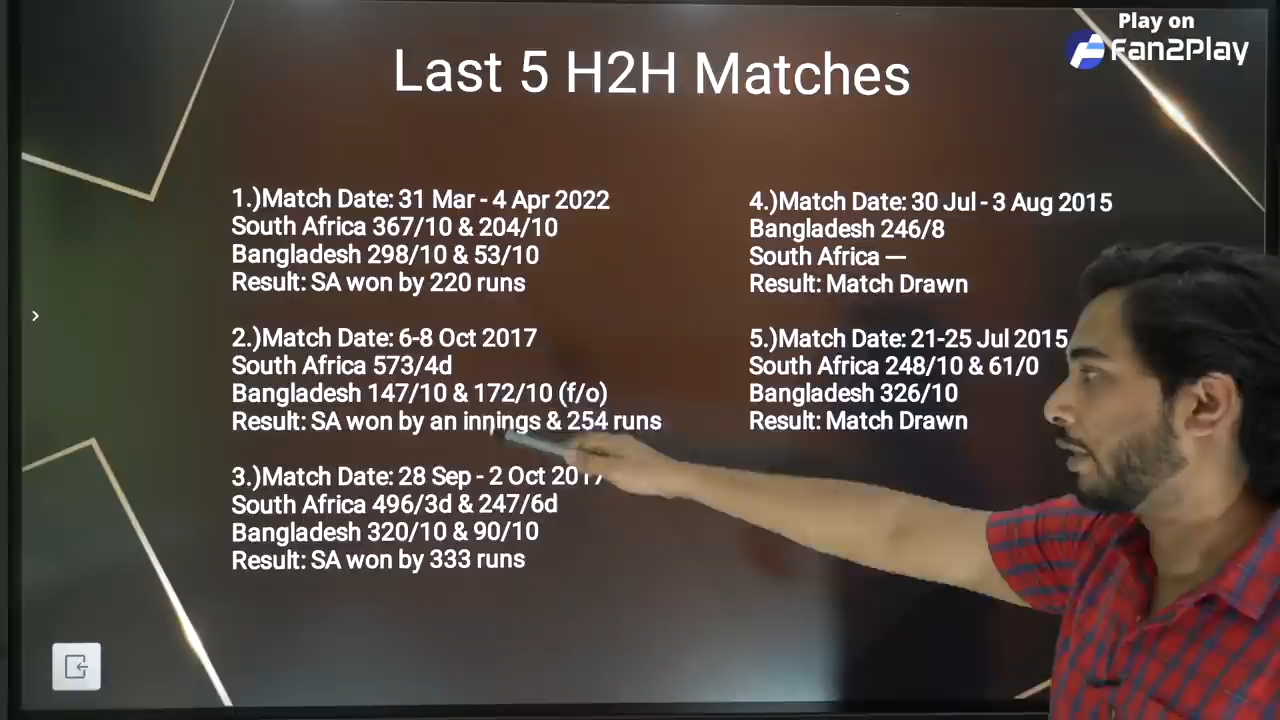 Play on
Fan2Play
Last 5 H2H Matches
1.)Match Date: 31 Mar - 4 Apr 2022
South Africa 367/10 & 204/10
Bangladesh 298/10 & 53/10
Result: SA won by 220 runs
2.)Match Date: 6-8 Oct 2017
South Africa 573/4d
Bangladesh 147/10 & 172/10 (f/o)
Result: SA won by an innings & 254 runs
3.)Match Date: 28 Sep - 2 Oct 2017
South Africa 496/3d & 247/6d
Bangladesh 320/10 & 90/10
Result: SA won by 333 runs
4.)Match Date: 30 Jul - 3 Aug 2015
Bangladesh 246/8
South Africa —
Result: Match Drawn
5.)Match Date: 21-25 Jul 2015
South Africa 248/10 & 61/0
Bangladesh 326/10
Result: Match Drawn